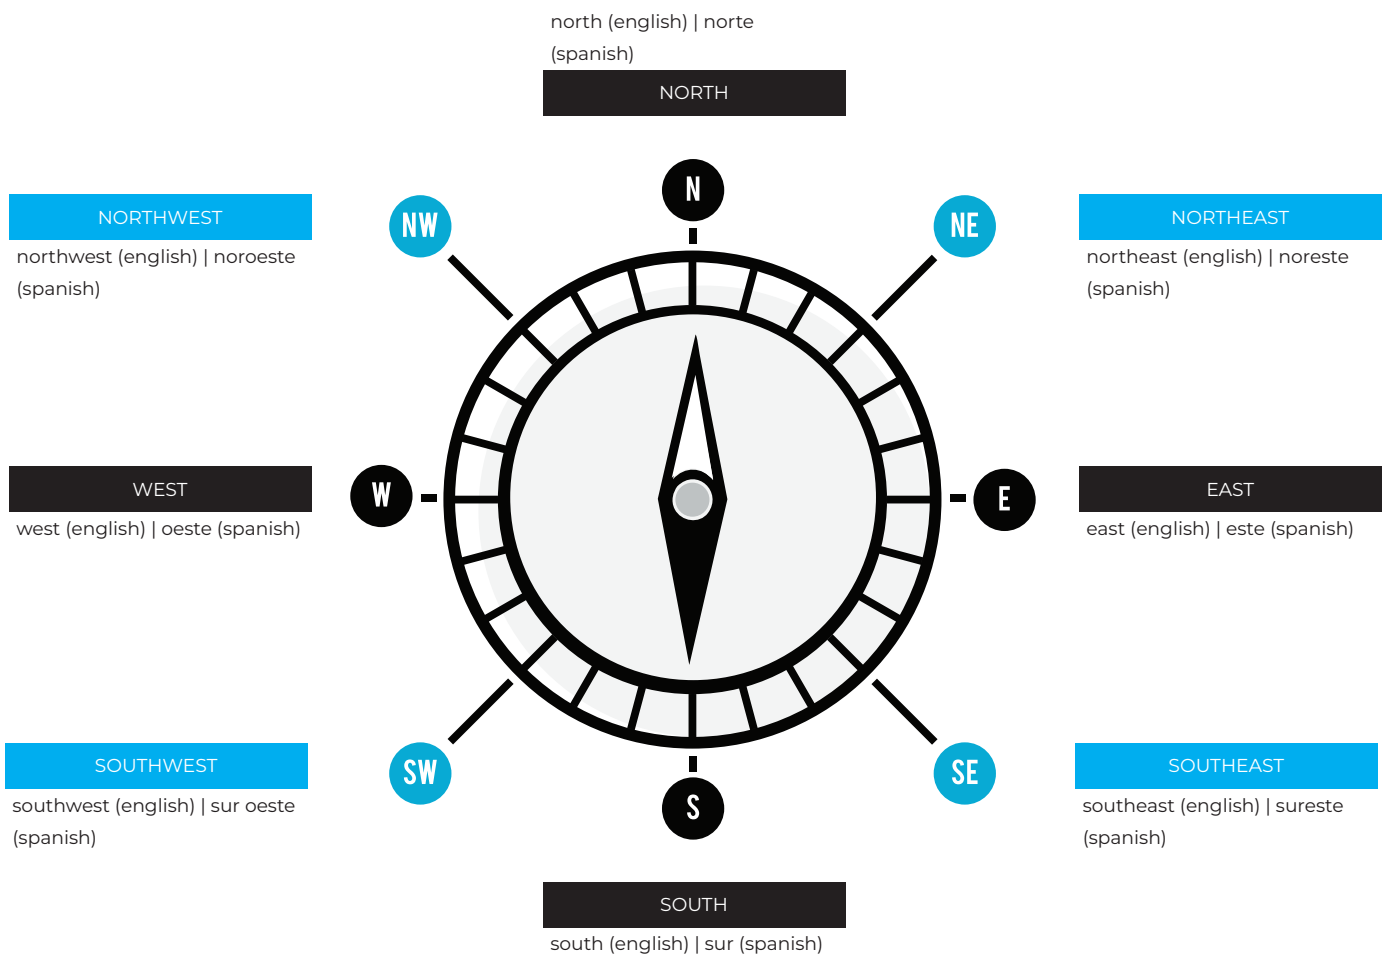 north (english) | norte
(spanish)
NORTH
N
NW
NE
NORTHWEST
northwest (english) | noroeste
(spanish)
NORTHEAST
northeast (english) | noreste
(spanish)
WEST
west (english) | oeste (spanish)
W
E
EAST
east (english) | este (spanish)
SOUTHWEST
southwest (english) | sur oeste
(spanish)
SW
SE
SOUTHEAST
southeast (english) | sureste
(spanish)
S
SOUTH
south (english) | sur (spanish)